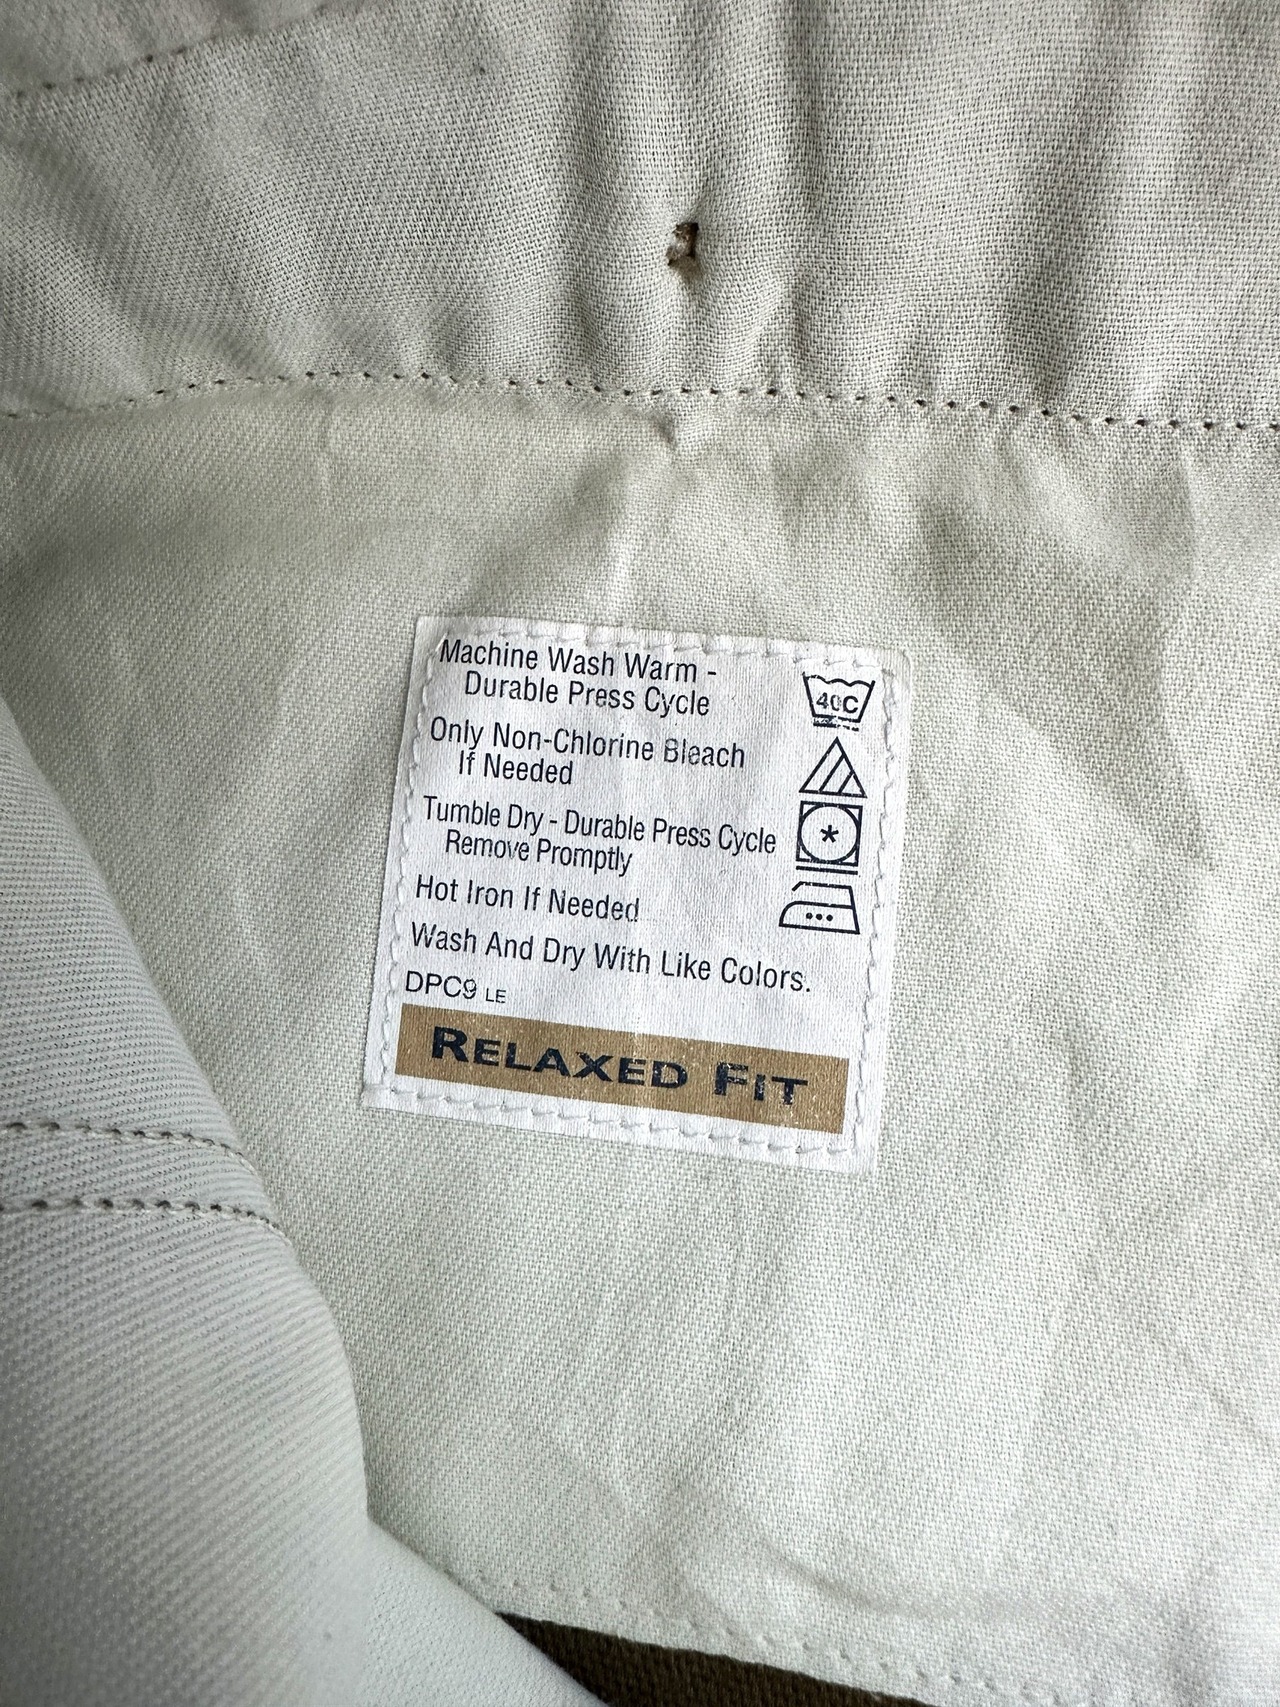 Machine Wash Warm -
Durable Press Cycle
40C
Only Non-Chlorine Bleach
If Needed
Tumble Dry - Durable Press Cycle
Remove Promptly
Hot Iron If Needed
Wash And Dry With Like Colors.
DPC9 LE
RELAXED FIT